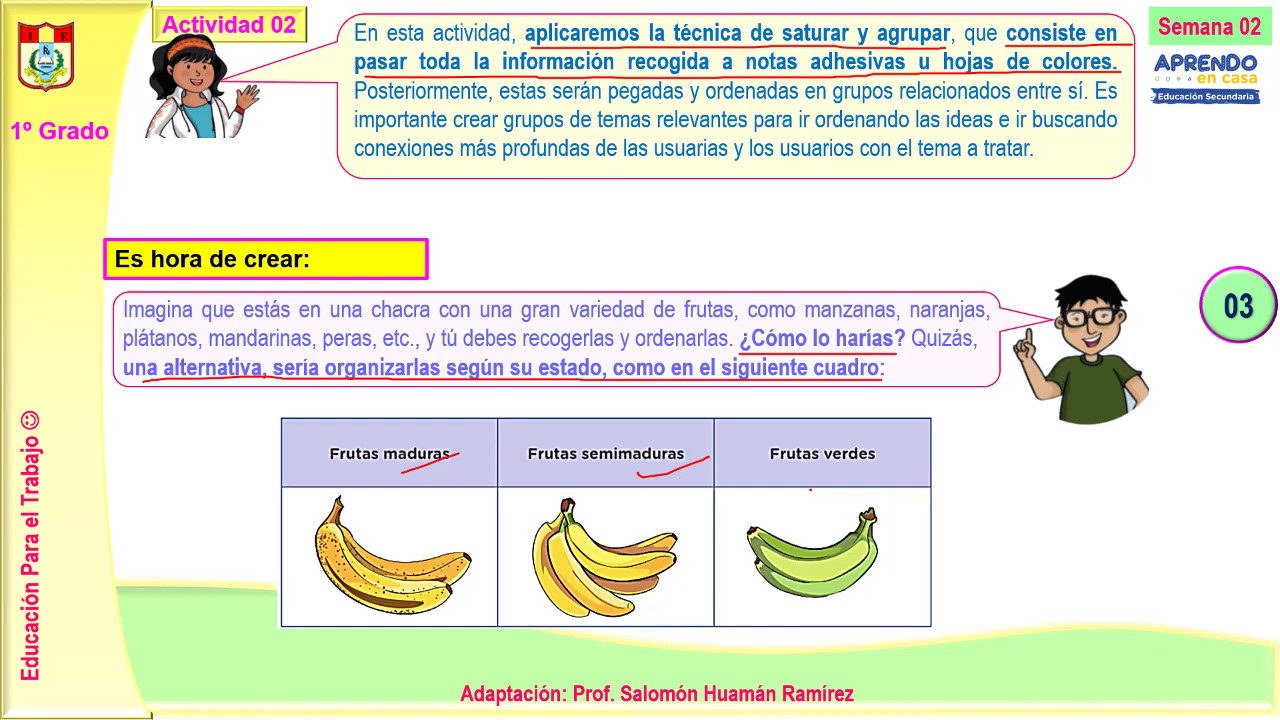 Actividad 02
I E
1º Grado
En esta actividad, aplicaremos la técnica de saturar y agrupar, que consiste en
pasar toda la información recogida a notas adhesivas u hojas de colores.
Posteriormente, estas serán pegadas y ordenadas en grupos relacionados entre sí. Es
importante crear grupos de temas relevantes para ir ordenando las ideas e ir buscando
conexiones más profundas de las usuarias y los usuarios con el tema a tratar.
Semana 02
APRENDO
en casa
Educación Secundaria
Es hora de crear:
Imagina que estás en una chacra con una gran variedad de frutas, como manzanas, naranjas,
plátanos, mandarinas, peras, etc., y tú debes recogerlas y ordenarlas. ¿Cómo lo harías? Quizás,
una alternativa, sería organizarlas según su estado, como en el siguiente cuadro:
03
Frutas maduras
Frutas semimaduras
Frutas verdes
Educación Para el Trabajo ☺
Adaptación: Prof. Salomón Huamán Ramírez